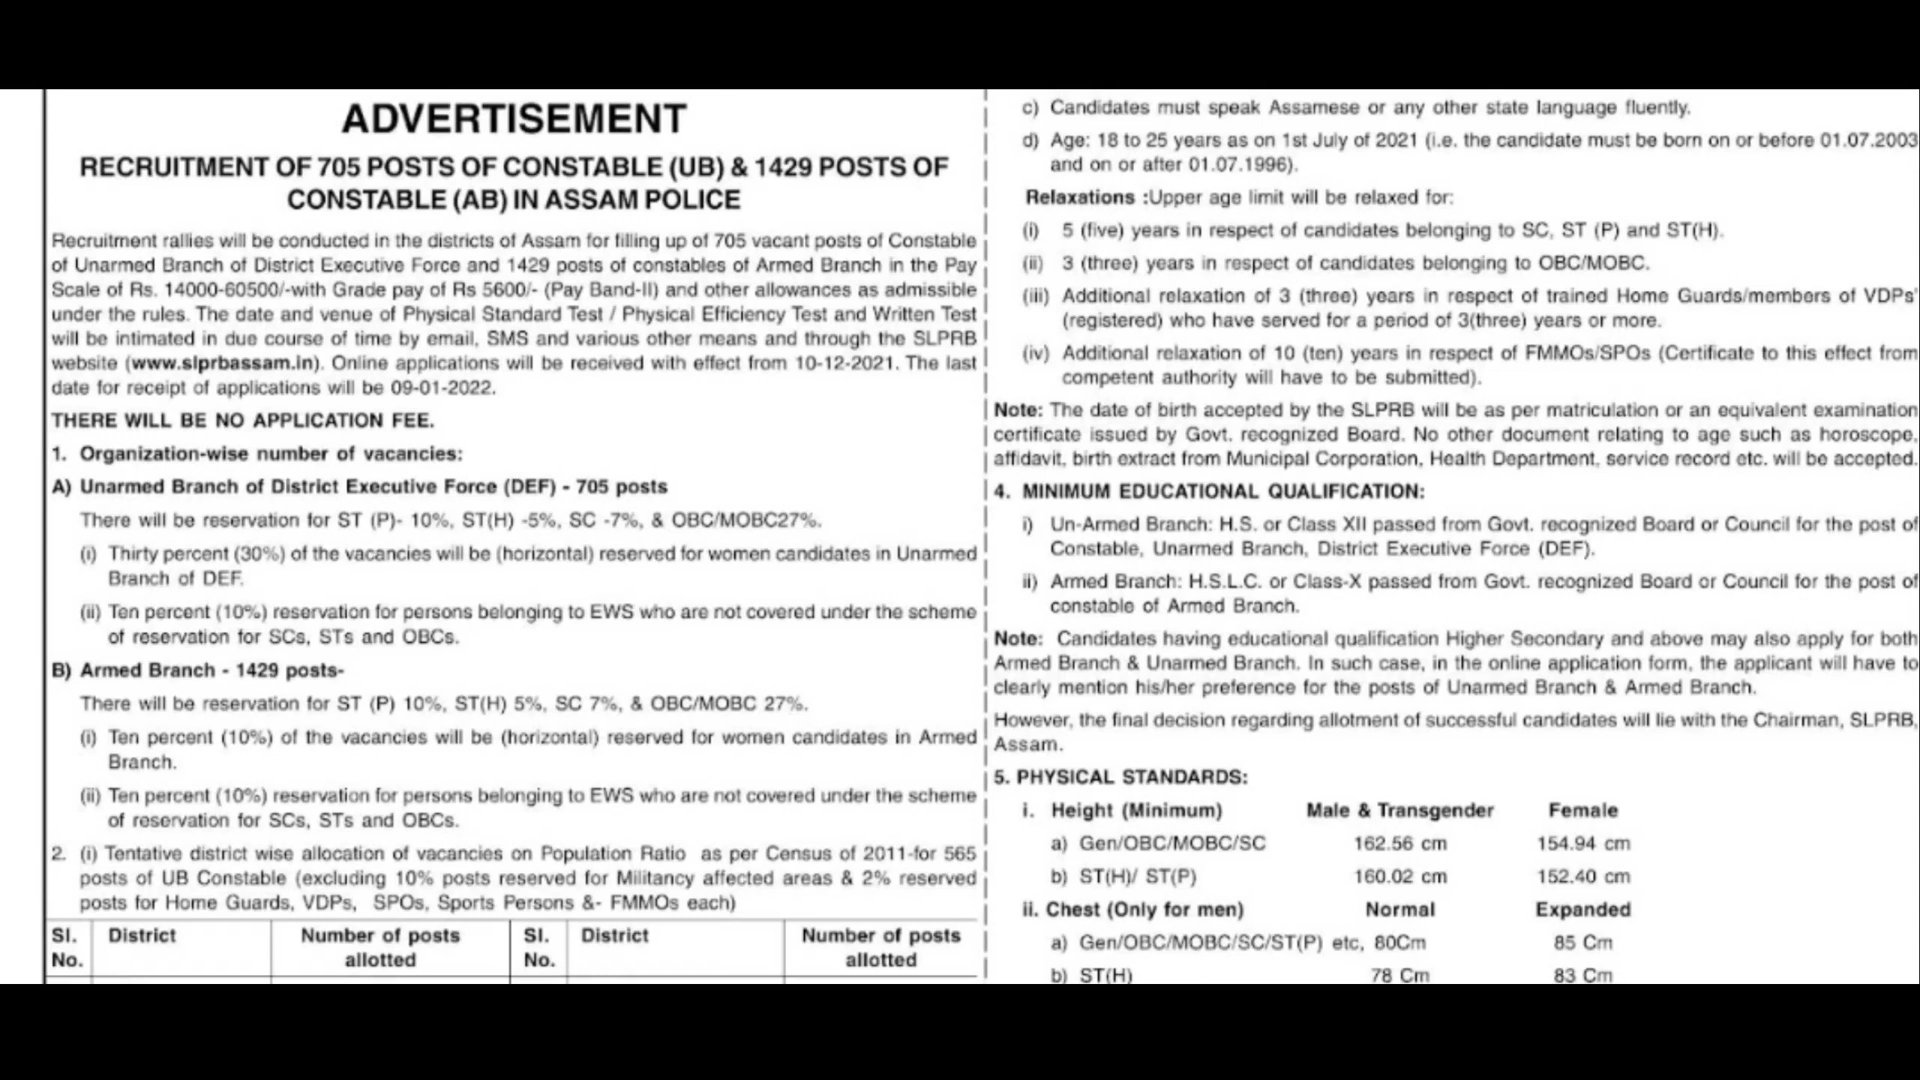 ADVERTISEMENT
RECRUITMENT OF 705 POSTS OF CONSTABLE (UB) & 1429 POSTS OF
CONSTABLE (AB) IN ASSAM POLICE
Recruitment rallies will be conducted in the districts of Assam for filling up of 705 vacant posts of Constable
of Unarmed Branch of District Executive Force and 1429 posts of constables of Armed Branch in the Pay
Scale of Rs. 14000-60500/-with Grade pay of Rs 5600/- (Pay Band-II) and other allowances as admissible
under the rules. The date and venue of Physical Standard Test / Physical Efficiency Test and Written Test
will be intimated in due course of time by email, SMS and various other means and through the SLPRB
website (www.slprbassam.in). Online applications will be received with effect from 10-12-2021. The last
date for receipt of applications will be 09-01-2022.
THERE WILL BE NO APPLICATION FEE.
1. Organization-wise number of vacancies:
A) Unarmed Branch of District Executive Force (DEF) - 705 posts
There will be reservation for ST (P)- 10%, ST(H) -5%, SC -7%, & OBC/MOBC27%.
(i) Thirty percent (30%) of the vacancies will be (horizontal) reserved for women candidates in Unarmed
Branch of DEF.
(ii) Ten percent (10%) reservation for persons belonging to EWS who are not covered under the scheme
of reservation for SCs, STs and OBCs.
B) Armed Branch - 1429 posts-
There will be reservation for ST (P) 10%, ST(H) 5%, SC 7%, & OBC/MOBC 27%.
(i) Ten percent (10%) of the vacancies will be (horizontal) reserved for women candidates in Armed
Branch.
(ii) Ten percent (10%) reservation for persons belonging to EWS who are not covered under the scheme
of reservation for SCs, STs and OBCs.
2. (i) Tentative district wise allocation of vacancies on Population Ratio as per Census of 2011-for 565
posts of UB Constable (excluding 10% posts reserved for Militancy affected areas & 2% reserved
posts for Home Guards, VDPs, SPOs, Sports Persons &- FMMOs each)
Sl. District Number of posts Sl. District Number of posts
No. allotted No. allotted
c) Candidates must speak Assamese or any other state language fluently.
d) Age: 18 to 25 years as on 1st July of 2021 (i.e. the candidate must be born on or before 01.07.2003
and on or after 01.07.1996).
Relaxations :Upper age limit will be relaxed for:
(i) 5 (five) years in respect of candidates belonging to SC, ST (P) and ST(H).
(ii) 3 (three) years in respect of candidates belonging to OBC/MOBC.
(iii) Additional relaxation of 3 (three) years in respect of trained Home Guards/members of VDPs'
(registered) who have served for a period of 3(three) years or more.
(iv) Additional relaxation of 10 (ten) years in respect of FMMOs/SPOs (Certificate to this effect from
competent authority will have to be submitted).
Note: The date of birth accepted by the SLPRB will be as per matriculation or an equivalent examination
certificate issued by Govt. recognized Board. No other document relating to age such as horoscope,
affidavit, birth extract from Municipal Corporation, Health Department, service record etc. will be accepted.
4. MINIMUM EDUCATIONAL QUALIFICATION:
i) Un-Armed Branch: H.S. or Class XII passed from Govt. recognized Board or Council for the post of
Constable, Unarmed Branch, District Executive Force (DEF).
ii) Armed Branch: H.S.L.C. or Class-X passed from Govt. recognized Board or Council for the post of
constable of Armed Branch.
Note: Candidates having educational qualification Higher Secondary and above may also apply for both
Armed Branch & Unarmed Branch. In such case, in the online application form, the applicant will have to
clearly mention his/her preference for the posts of Unarmed Branch & Armed Branch.
However, the final decision regarding allotment of successful candidates will lie with the Chairman, SLPRB,
Assam.
5. PHYSICAL STANDARDS:
i. Height (Minimum) Male & Transgender Female
a) Gen/OBC/MOBC/SC 162.56 cm 154.94 cm
b) ST(H)/ ST(P) 160.02 cm 152.40 cm
ii. Chest (Only for men) Normal Expanded
a) Gen/OBC/MOBC/SC/ST(P) etc, 80Cm 85 Cm
b) ST(H) 78 Cm 83 Cm